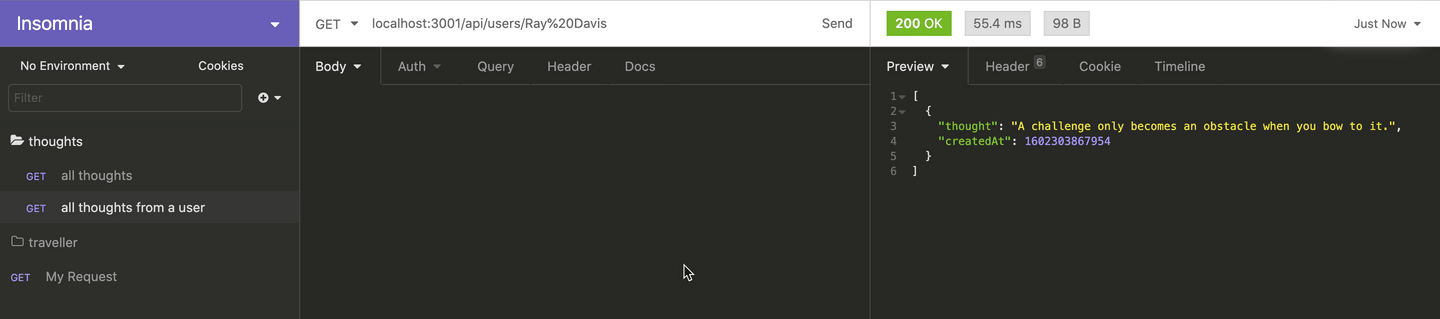 Insomnia
GET localhost:3001/api/users/Ray%20Davis Send
200 OK 55.4 ms 98 B Just Now
No Environment Cookies
Body Auth Query Header Docs
Preview Header 6 Cookie Timeline
Filter
1 [
2 {
3 "thought": "A challenge only becomes an obstacle when you bow to it.",
4 "createdAt": 1602303867954
5 }
6 ]
thoughts
GET all thoughts
GET all thoughts from a user
traveller
GET My Request